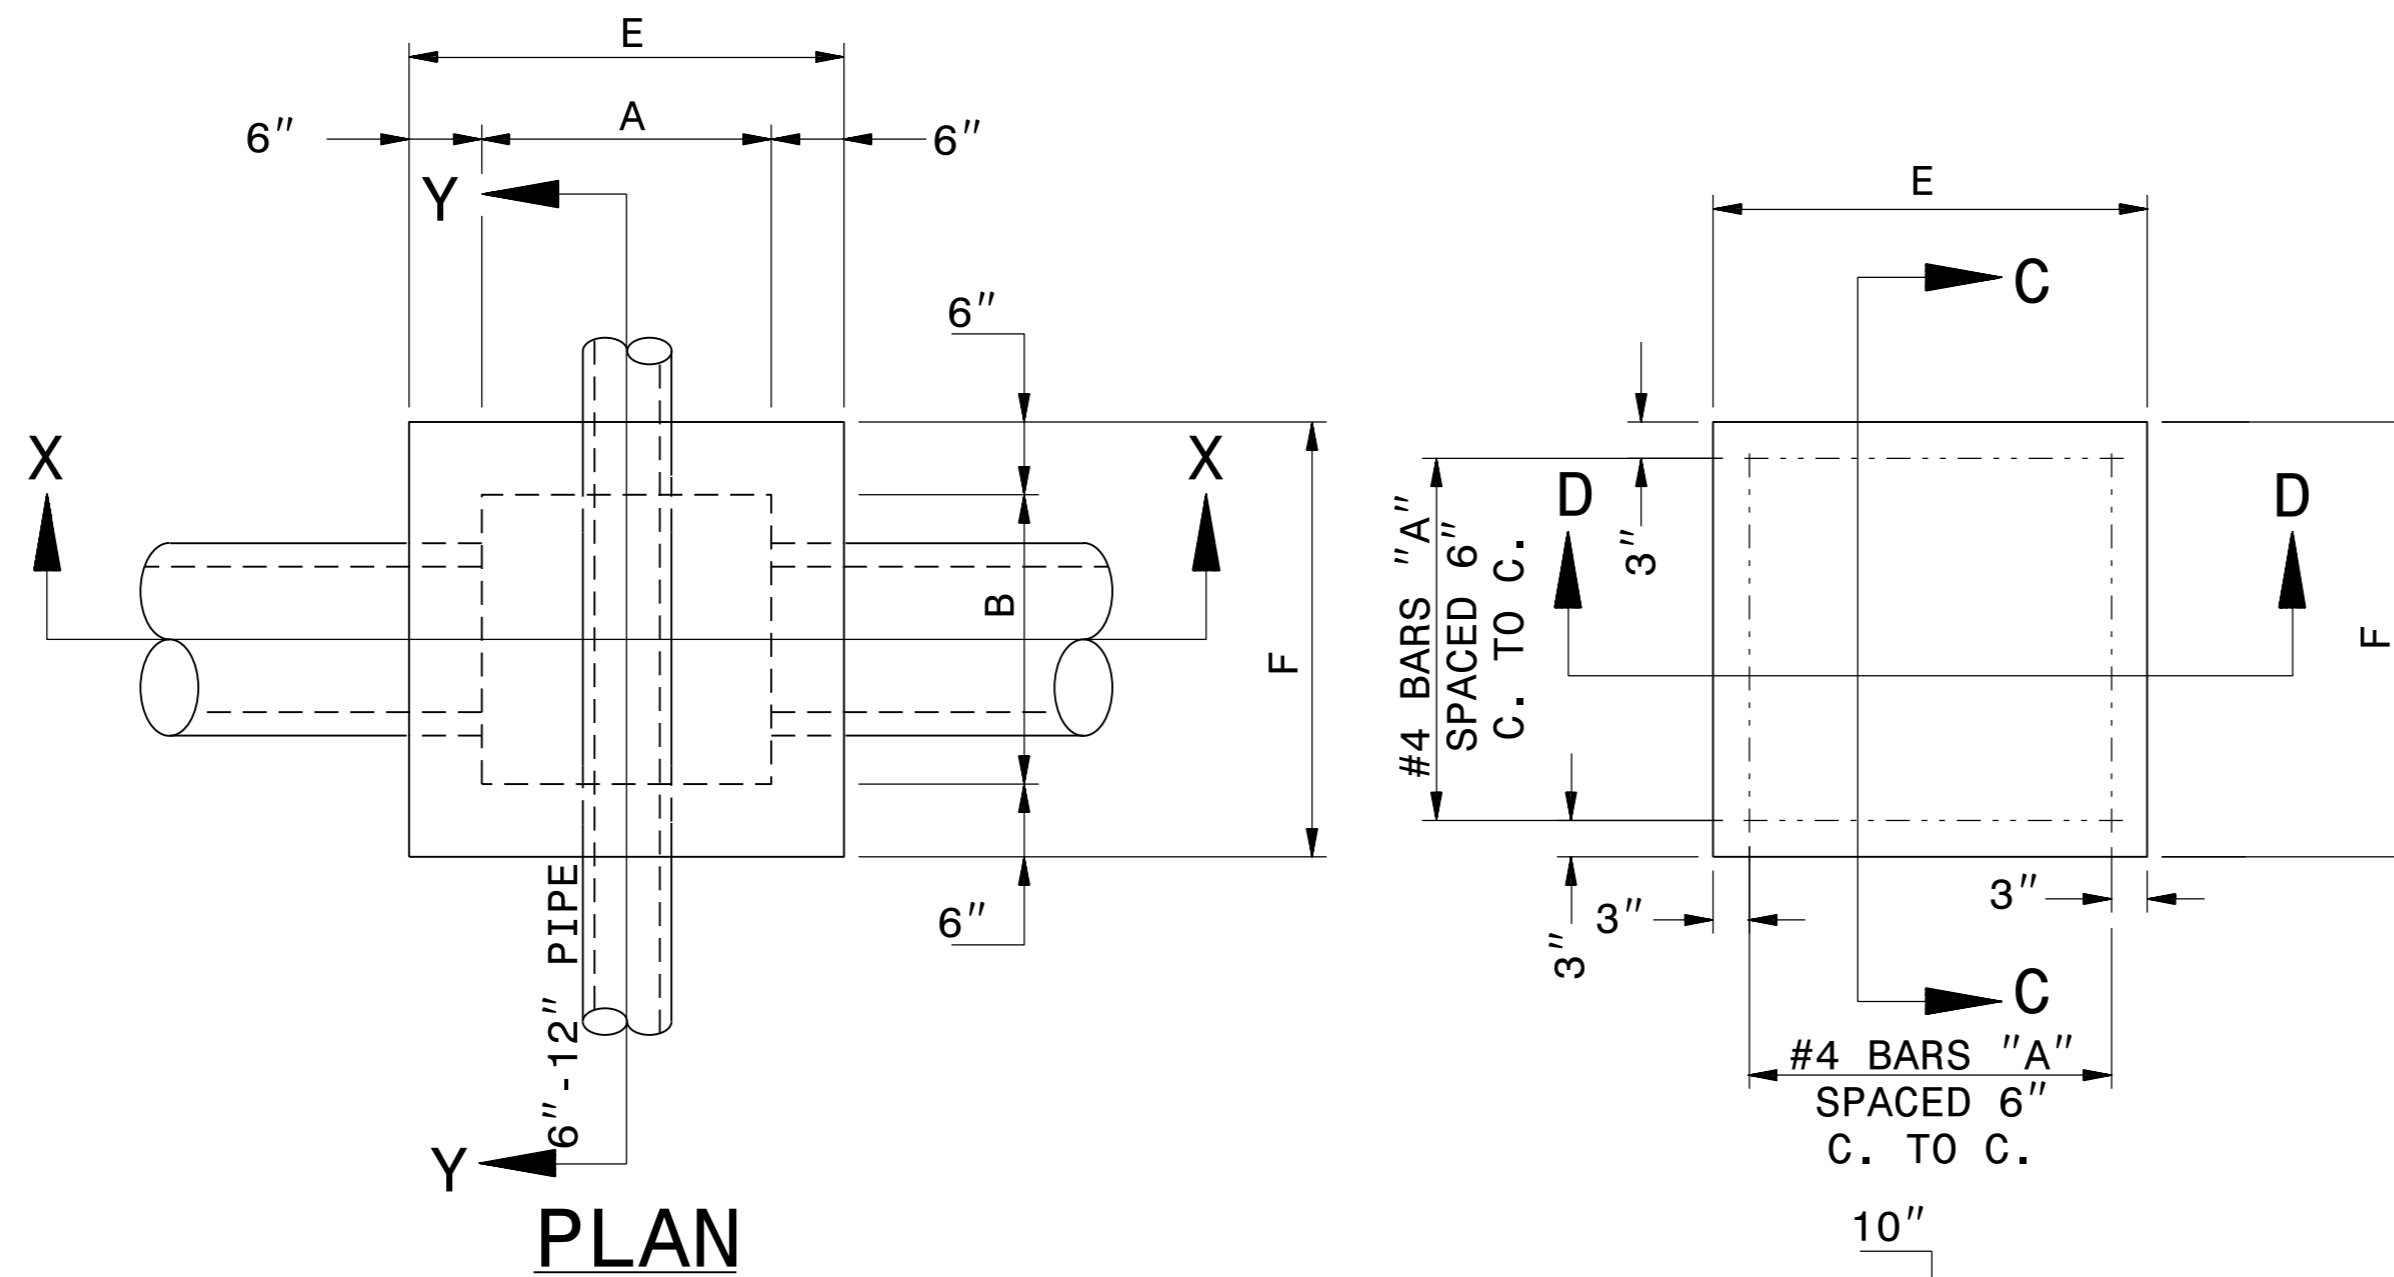 E
A
6"
6"
Y
6"
X
X
B
F
6"
6"-12" PIPE
Y
PLAN
E
C
3"
D
D
#4 BARS "A"
SPACED 6"
C. TO C.
F
3"
3"
3"
C
#4 BARS "A"
SPACED 6"
C. TO C.
10"